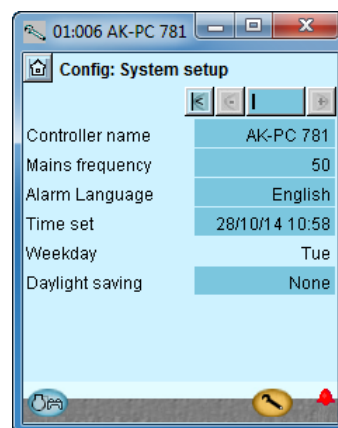 01:006 AK-PC 781
Config: System setup
Controller name AK-PC 781
Mains frequency 50
Alarm Language English
Time set 28/10/14 10:58
Weekday Tue
Daylight saving None